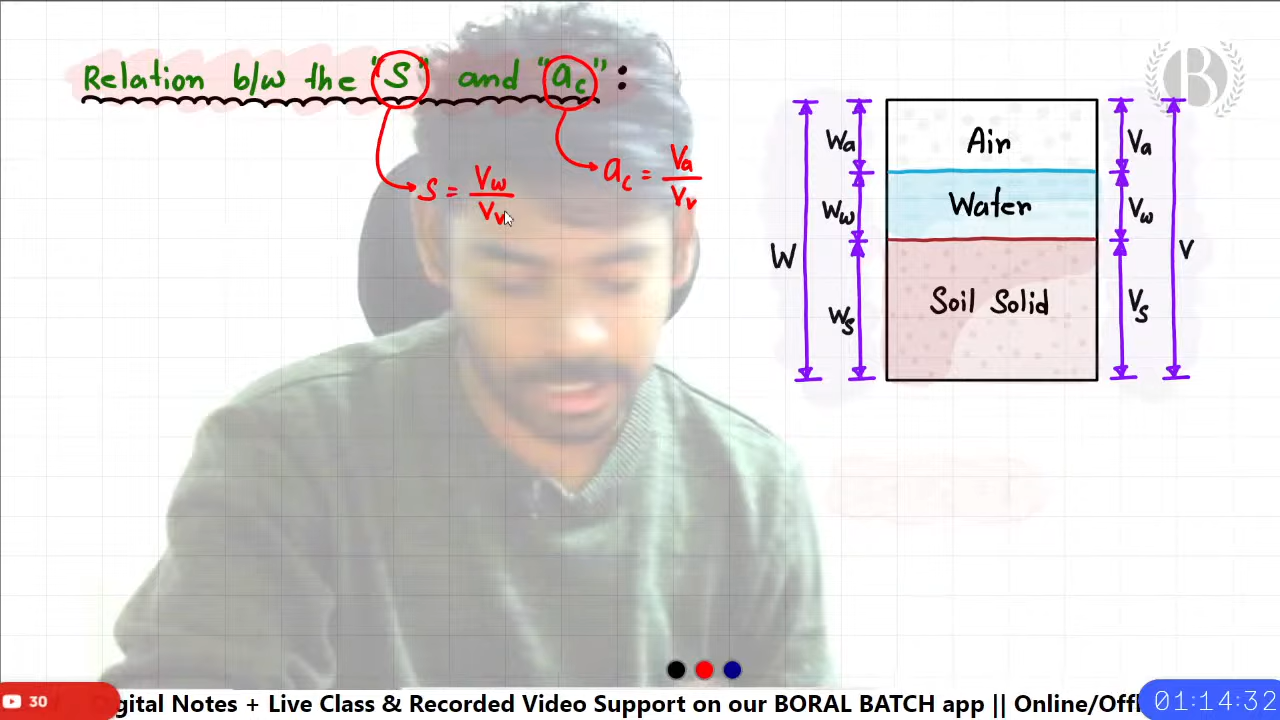 Relation b/w the "S" and "ac" :
S = Vw/Vv
ac = Va/Vv
Wa
Ww
Ws
W
Air
Water
Soil Solid
Va
Vw
Vs
V
B
30
igital Notes + Live Class & Recorded Video Support on our BORAL BATCH app || Online/Offl
01:14:32